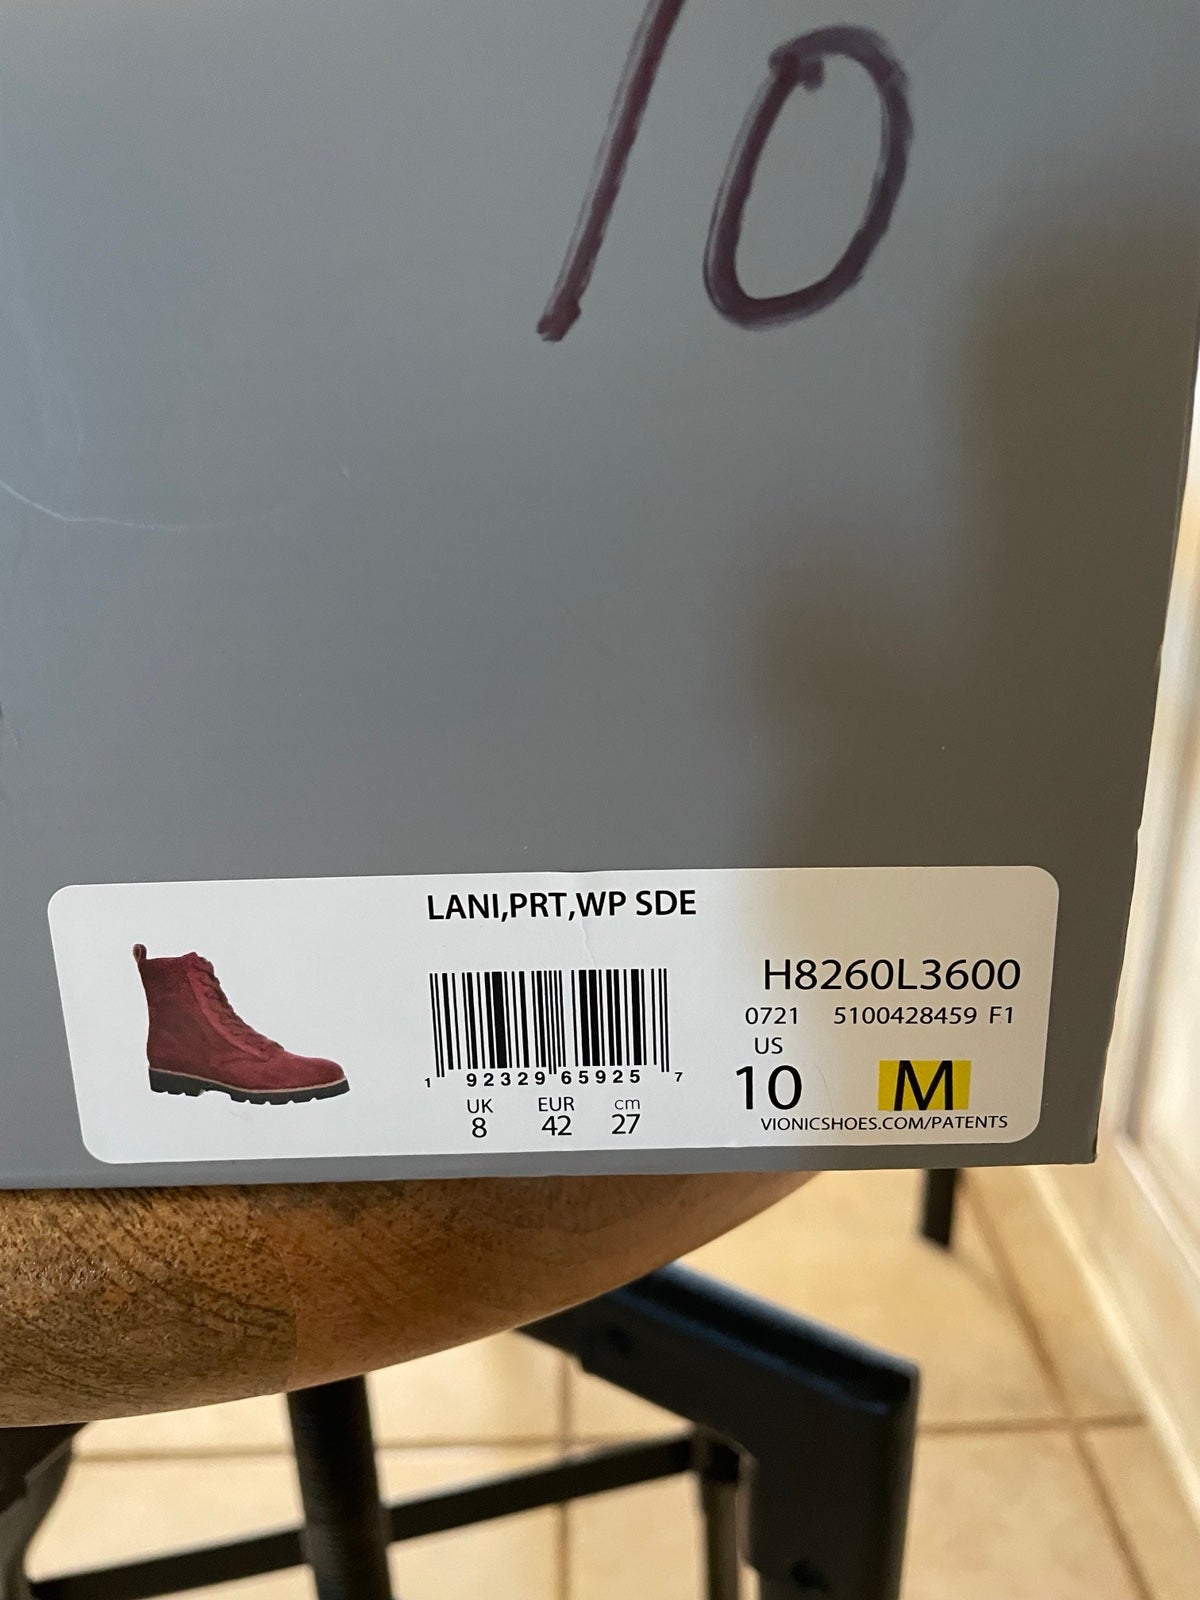 10
LANI,PRT,WP SDE
H8260L3600
0721 5100428459 F1
US
10 M
VIONICSHOES.COM/PATENTS
1 92329 65925 7
UK EUR cm
8 42 27